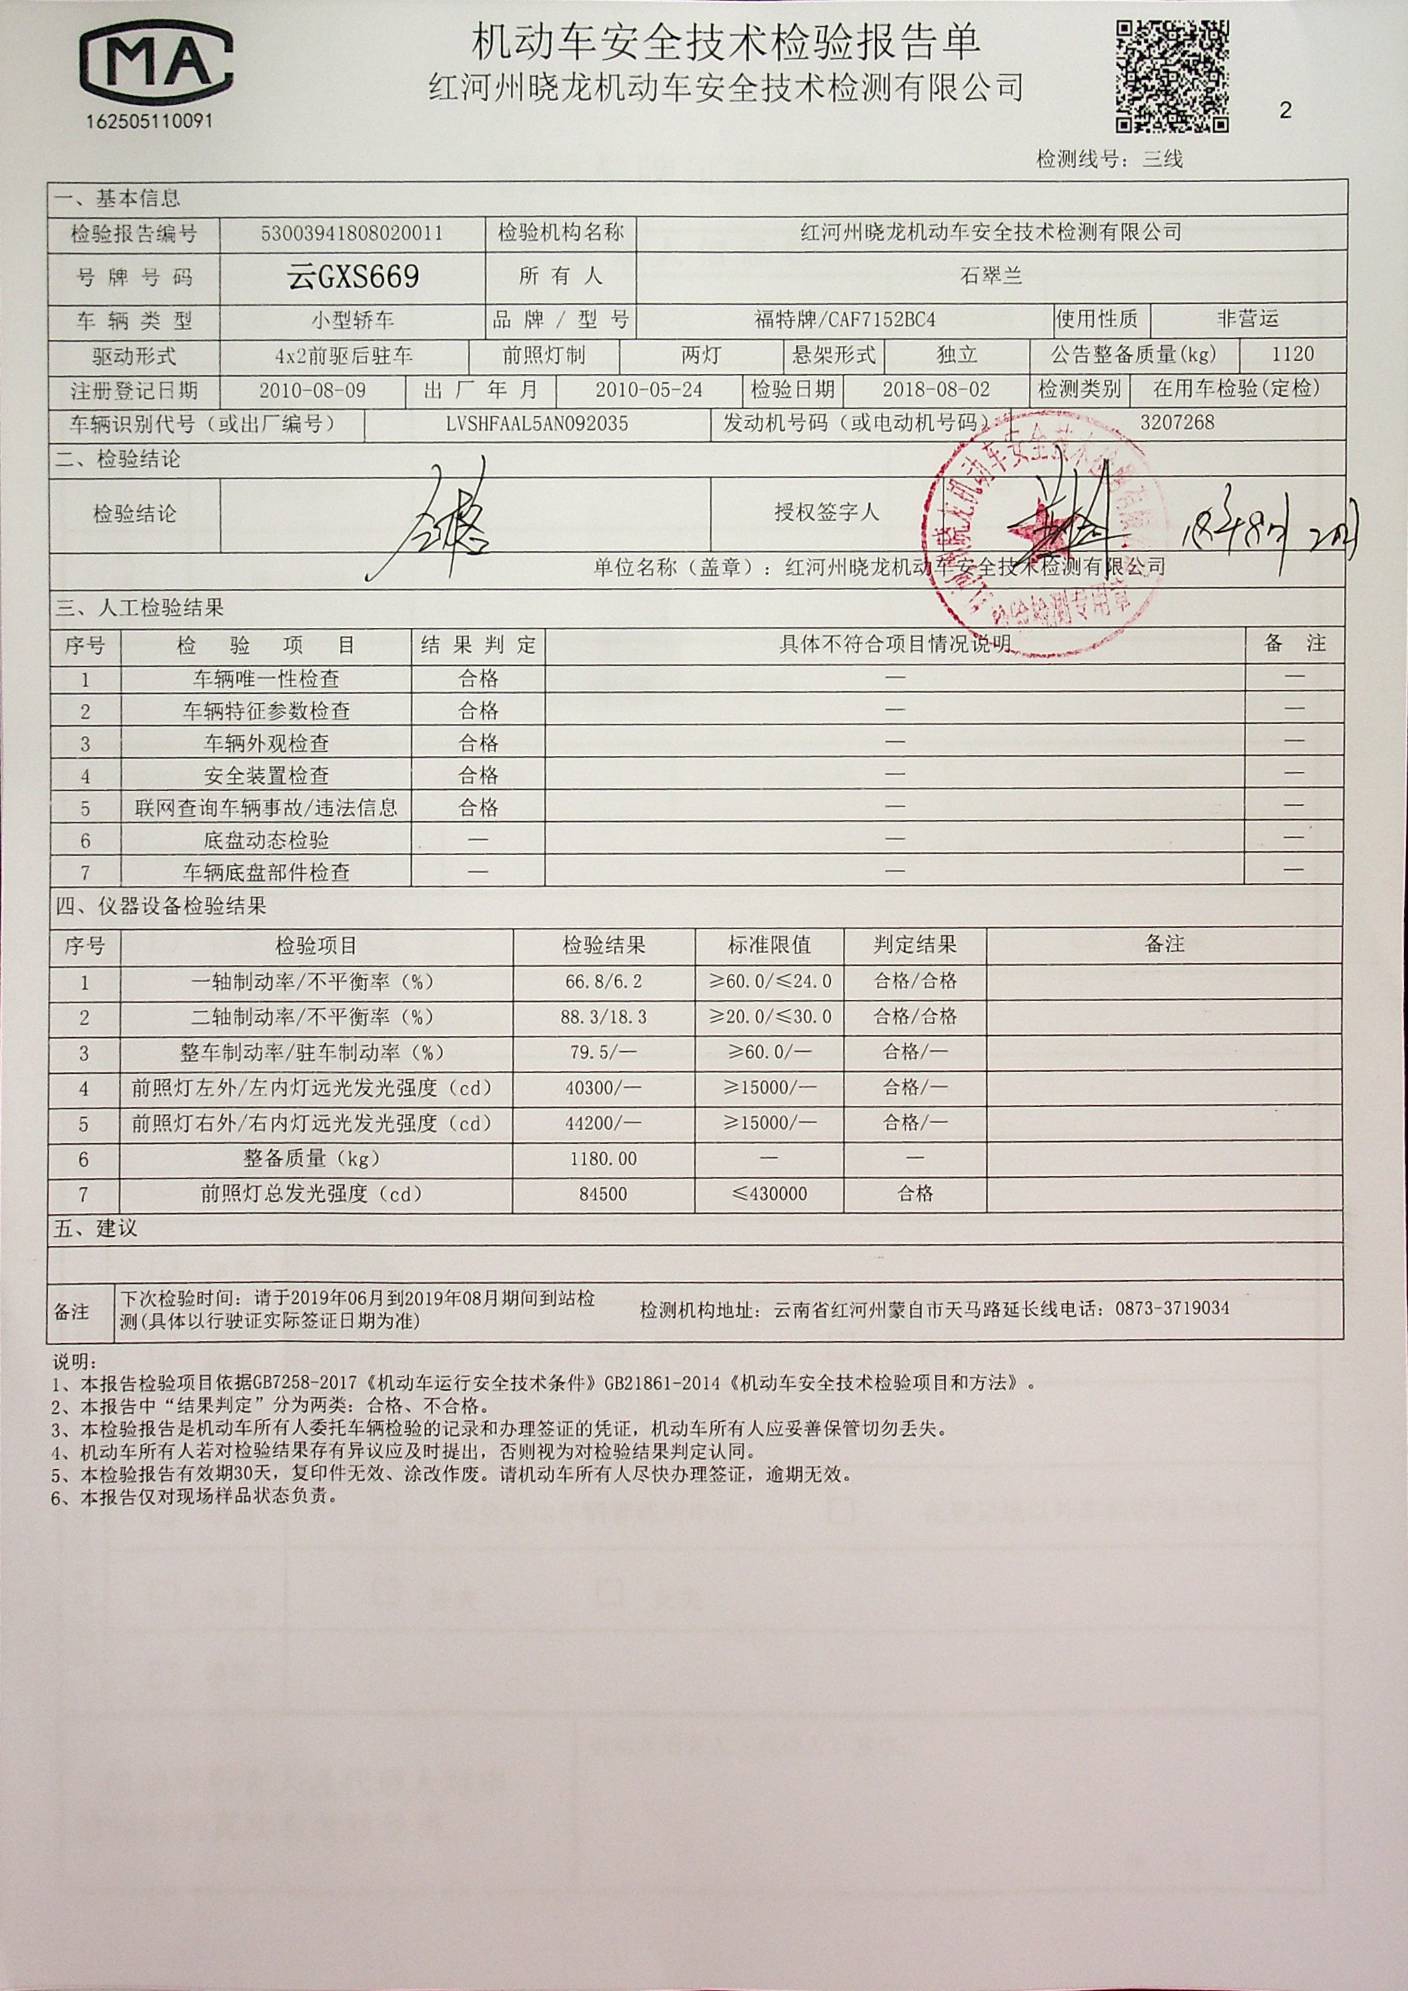 CMA
162505110091
机动车安全技术检验报告单
红河州晓龙机动车安全技术检测有限公司
2
检测线号：三线
一、基本信息
检验报告编号 53003941808020011 检验机构名称 红河州晓龙机动车安全技术检测有限公司
号牌号码 云GXS669 所有人 石翠兰
车辆类型 小型轿车 品牌/型号 福特牌/CAF7152BC4 使用性质 非营运
驱动形式 4x2前驱后驻车 前照灯制 两灯 悬架形式 独立 公告整备质量(kg) 1120
注册登记日期 2010-08-09 出厂年月 2010-05-24 检验日期 2018-08-02 检测类别 在用车检验(定检)
车辆识别代号（或出厂编号） LVSHFAAL5AN092035 发动机号码（或电动机号码） 3207268
二、检验结论
检验结论 合格 授权签字人 18年8月2日
单位名称（盖章）：红河州晓龙机动车安全技术检测有限公司
红河州晓龙机动车安全技术检测有限公司
检验检测专用章
三、人工检验结果
序号 检验项目 结果判定 具体不符合项目情况说明 备注
1 车辆唯一性检查 合格 — —
2 车辆特征参数检查 合格 — —
3 车辆外观检查 合格 — —
4 安全装置检查 合格 — —
5 联网查询车辆事故/违法信息 合格 — —
6 底盘动态检验 — — —
7 车辆底盘部件检查 — — —
四、仪器设备检验结果
序号 检验项目 检验结果 标准限值 判定结果 备注
1 一轴制动率/不平衡率（%） 66.8/6.2 ≥60.0/≤24.0 合格/合格
2 二轴制动率/不平衡率（%） 88.3/18.3 ≥20.0/≤30.0 合格/合格
3 整车制动率/驻车制动率（%） 79.5/— ≥60.0/— 合格/—
4 前照灯左外/左内灯远光发光强度（cd） 40300/— ≥15000/— 合格/—
5 前照灯右外/右内灯远光发光强度（cd） 44200/— ≥15000/— 合格/—
6 整备质量（kg） 1180.00 — —
7 前照灯总发光强度（cd） 84500 ≤430000 合格
五、建议
备注 下次检验时间：请于2019年06月到2019年08月期间到站检测(具体以行驶证实际签证日期为准) 检测机构地址：云南省红河州蒙自市天马路延长线电话：0873-3719034
说明：
1、本报告检验项目依据GB7258-2017《机动车运行安全技术条件》GB21861-2014《机动车安全技术检验项目和方法》。
2、本报告中“结果判定”分为两类：合格、不合格。
3、本检验报告是机动车所有人委托车辆检验的记录和办理签证的凭证，机动车所有人应妥善保管切勿丢失。
4、机动车所有人若对检验结果存有异议应及时提出，否则视为对检验结果判定认同。
5、本检验报告有效期30天，复印件无效、涂改作废。请机动车所有人尽快办理签证，逾期无效。
6、本报告仅对现场样品状态负责。